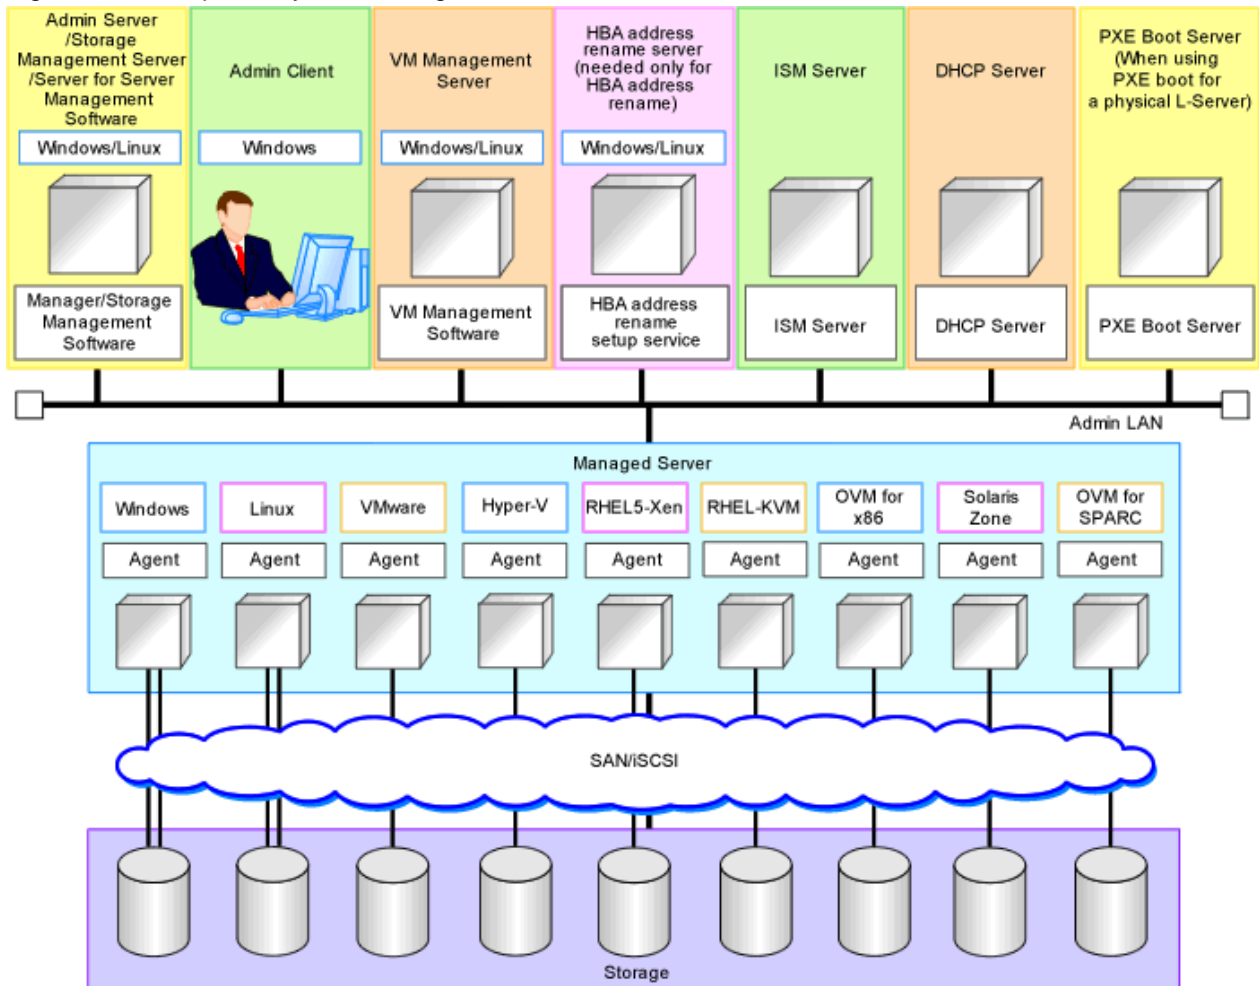 Admin Server
/Storage
Management Server
/Server for Server
Management
Software
Admin Client
VM Management
Server
HBA address
rename server
(needed only for
HBA address
rename)
ISM Server
DHCP Server
PXE Boot Server
(When using
PXE boot for
a physical L-Server)
Windows/Linux
Windows
Windows/Linux
Windows/Linux
Manager/Storage
Management
Software
VM Management
Software
HBA address
rename
setup service
ISM Server
DHCP Server
PXE Boot Server
Admin LAN
Managed Server
Windows
Linux
VMware
Hyper-V
RHEL5-Xen
RHEL-KVM
OVM for
x86
Solaris
Zone
OVM for
SPARC
Agent
Agent
Agent
Agent
Agent
Agent
Agent
Agent
Agent
SAN/iSCSI
Storage